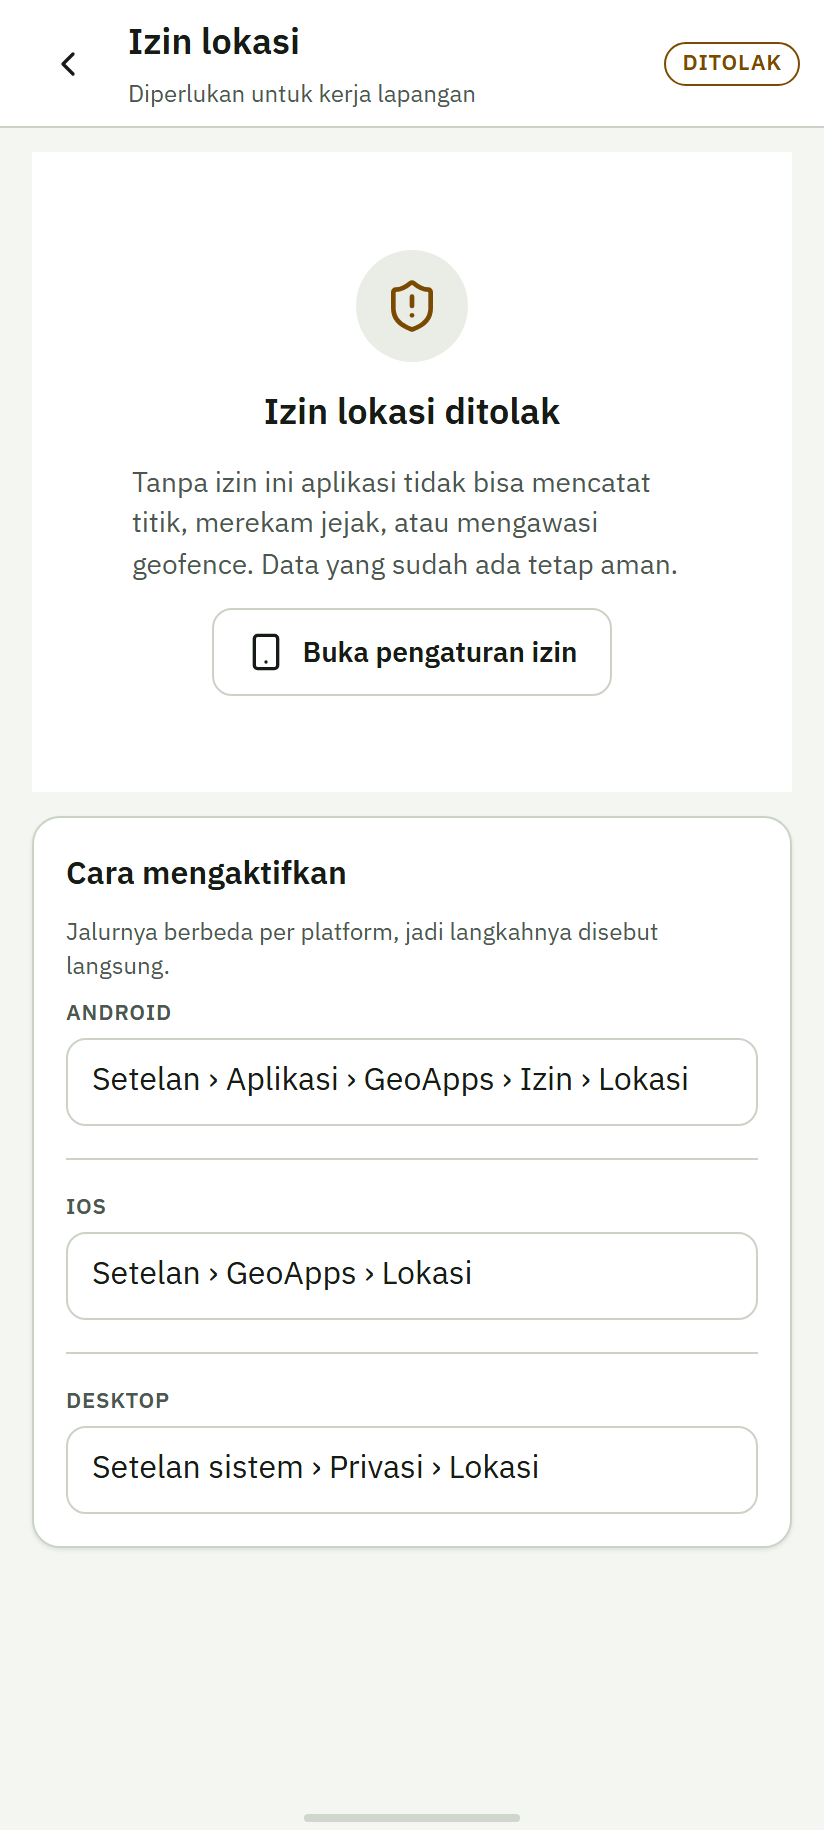 Izin lokasi
Diperlukan untuk kerja lapangan
DITOLAK
Izin lokasi ditolak
Tanpa izin ini aplikasi tidak bisa mencatat
titik, merekam jejak, atau mengawasi
geofence. Data yang sudah ada tetap aman.
Buka pengaturan izin
Cara mengaktifkan
Jalurnya berbeda per platform, jadi langkahnya disebut
langsung.
ANDROID
Setelan › Aplikasi › GeoApps › Izin › Lokasi
IOS
Setelan › GeoApps › Lokasi
DESKTOP
Setelan sistem › Privasi › Lokasi